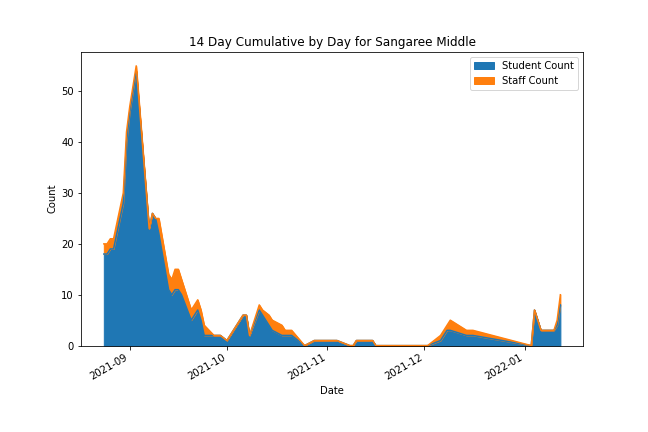 14 Day Cumulative by Day for Sangaree Middle
Student Count
Staff Count
50
40
30
20
10
0
Count
2021-09
2021-10
2021-11
2021-12
2022-01
Date